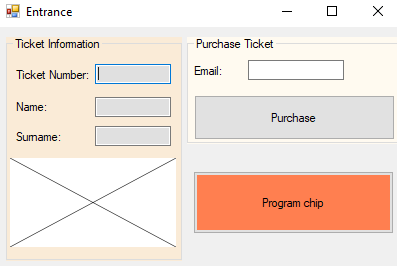 Entrance
Ticket Information
Ticket Number:
Name:
Surname:
Purchase Ticket
Email:
Purchase
Program chip